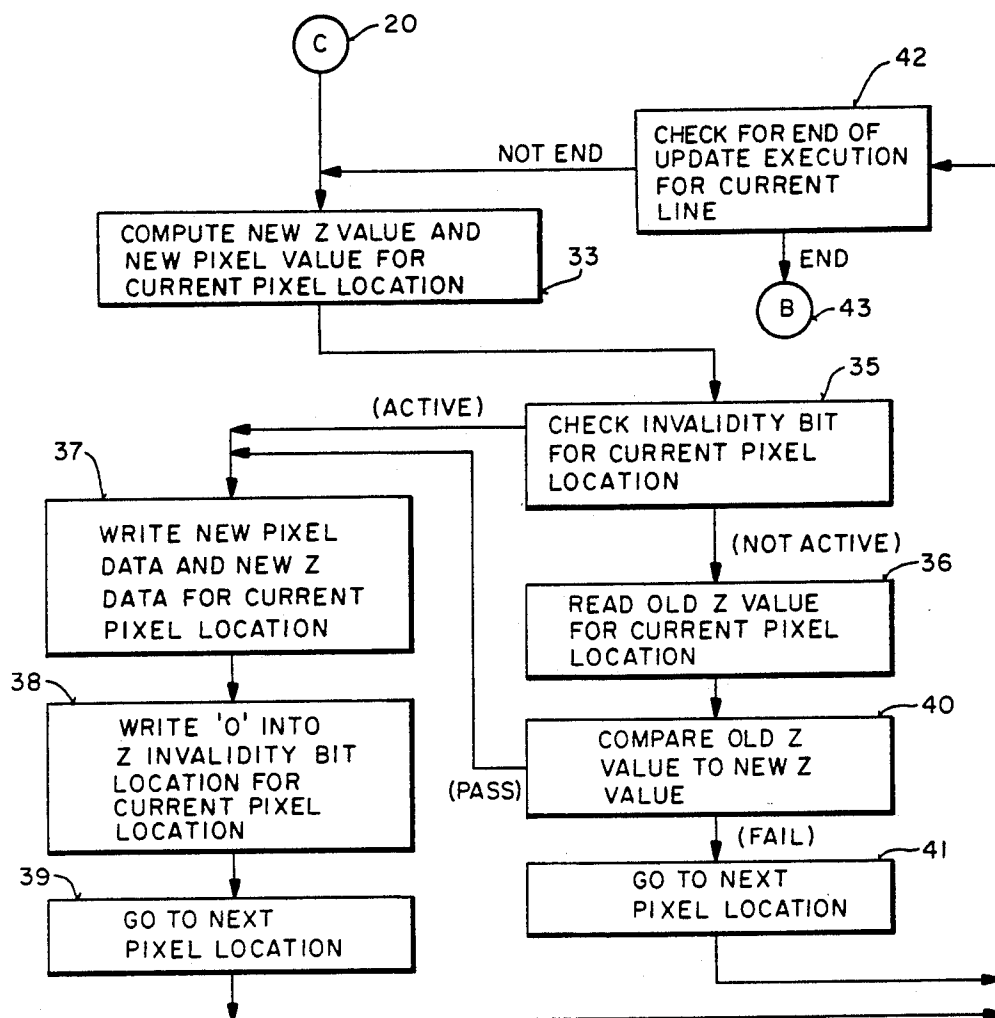 C
20
42
CHECK FOR END OF
UPDATE EXECUTION
FOR CURRENT
LINE
NOT END
COMPUTE NEW Z VALUE AND
NEW PIXEL VALUE FOR
CURRENT PIXEL LOCATION
33
END
B
43
35
(ACTIVE)
CHECK INVALIDITY BIT
FOR CURRENT PIXEL
LOCATION
37
WRITE NEW PIXEL
DATA AND NEW Z
DATA FOR CURRENT
PIXEL LOCATION
(NOT ACTIVE)
36
READ OLD Z VALUE
FOR CURRENT PIXEL
LOCATION
38
WRITE 'O' INTO
Z INVALIDITY BIT
LOCATION FOR
CURRENT PIXEL
LOCATION
40
COMPARE OLD Z
VALUE TO NEW Z
VALUE
(PASS)
(FAIL)
39
GO TO NEXT
PIXEL LOCATION
41
GO TO NEXT
PIXEL LOCATION